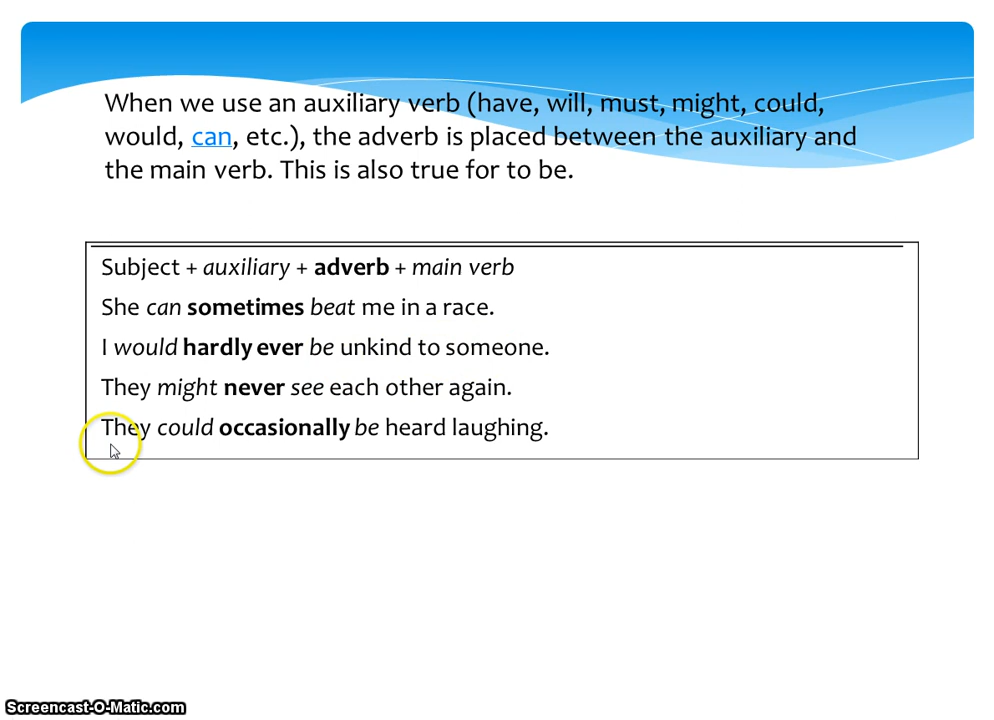 When we use an auxiliary verb (have, will, must, might, could,
would, can, etc.), the adverb is placed between the auxiliary and
the main verb. This is also true for to be.
Subject + auxiliary + adverb + main verb
She can sometimes beat me in a race.
I would hardly ever be unkind to someone.
They might never see each other again.
They could occasionally be heard laughing.
Screencast-O-Matic.com